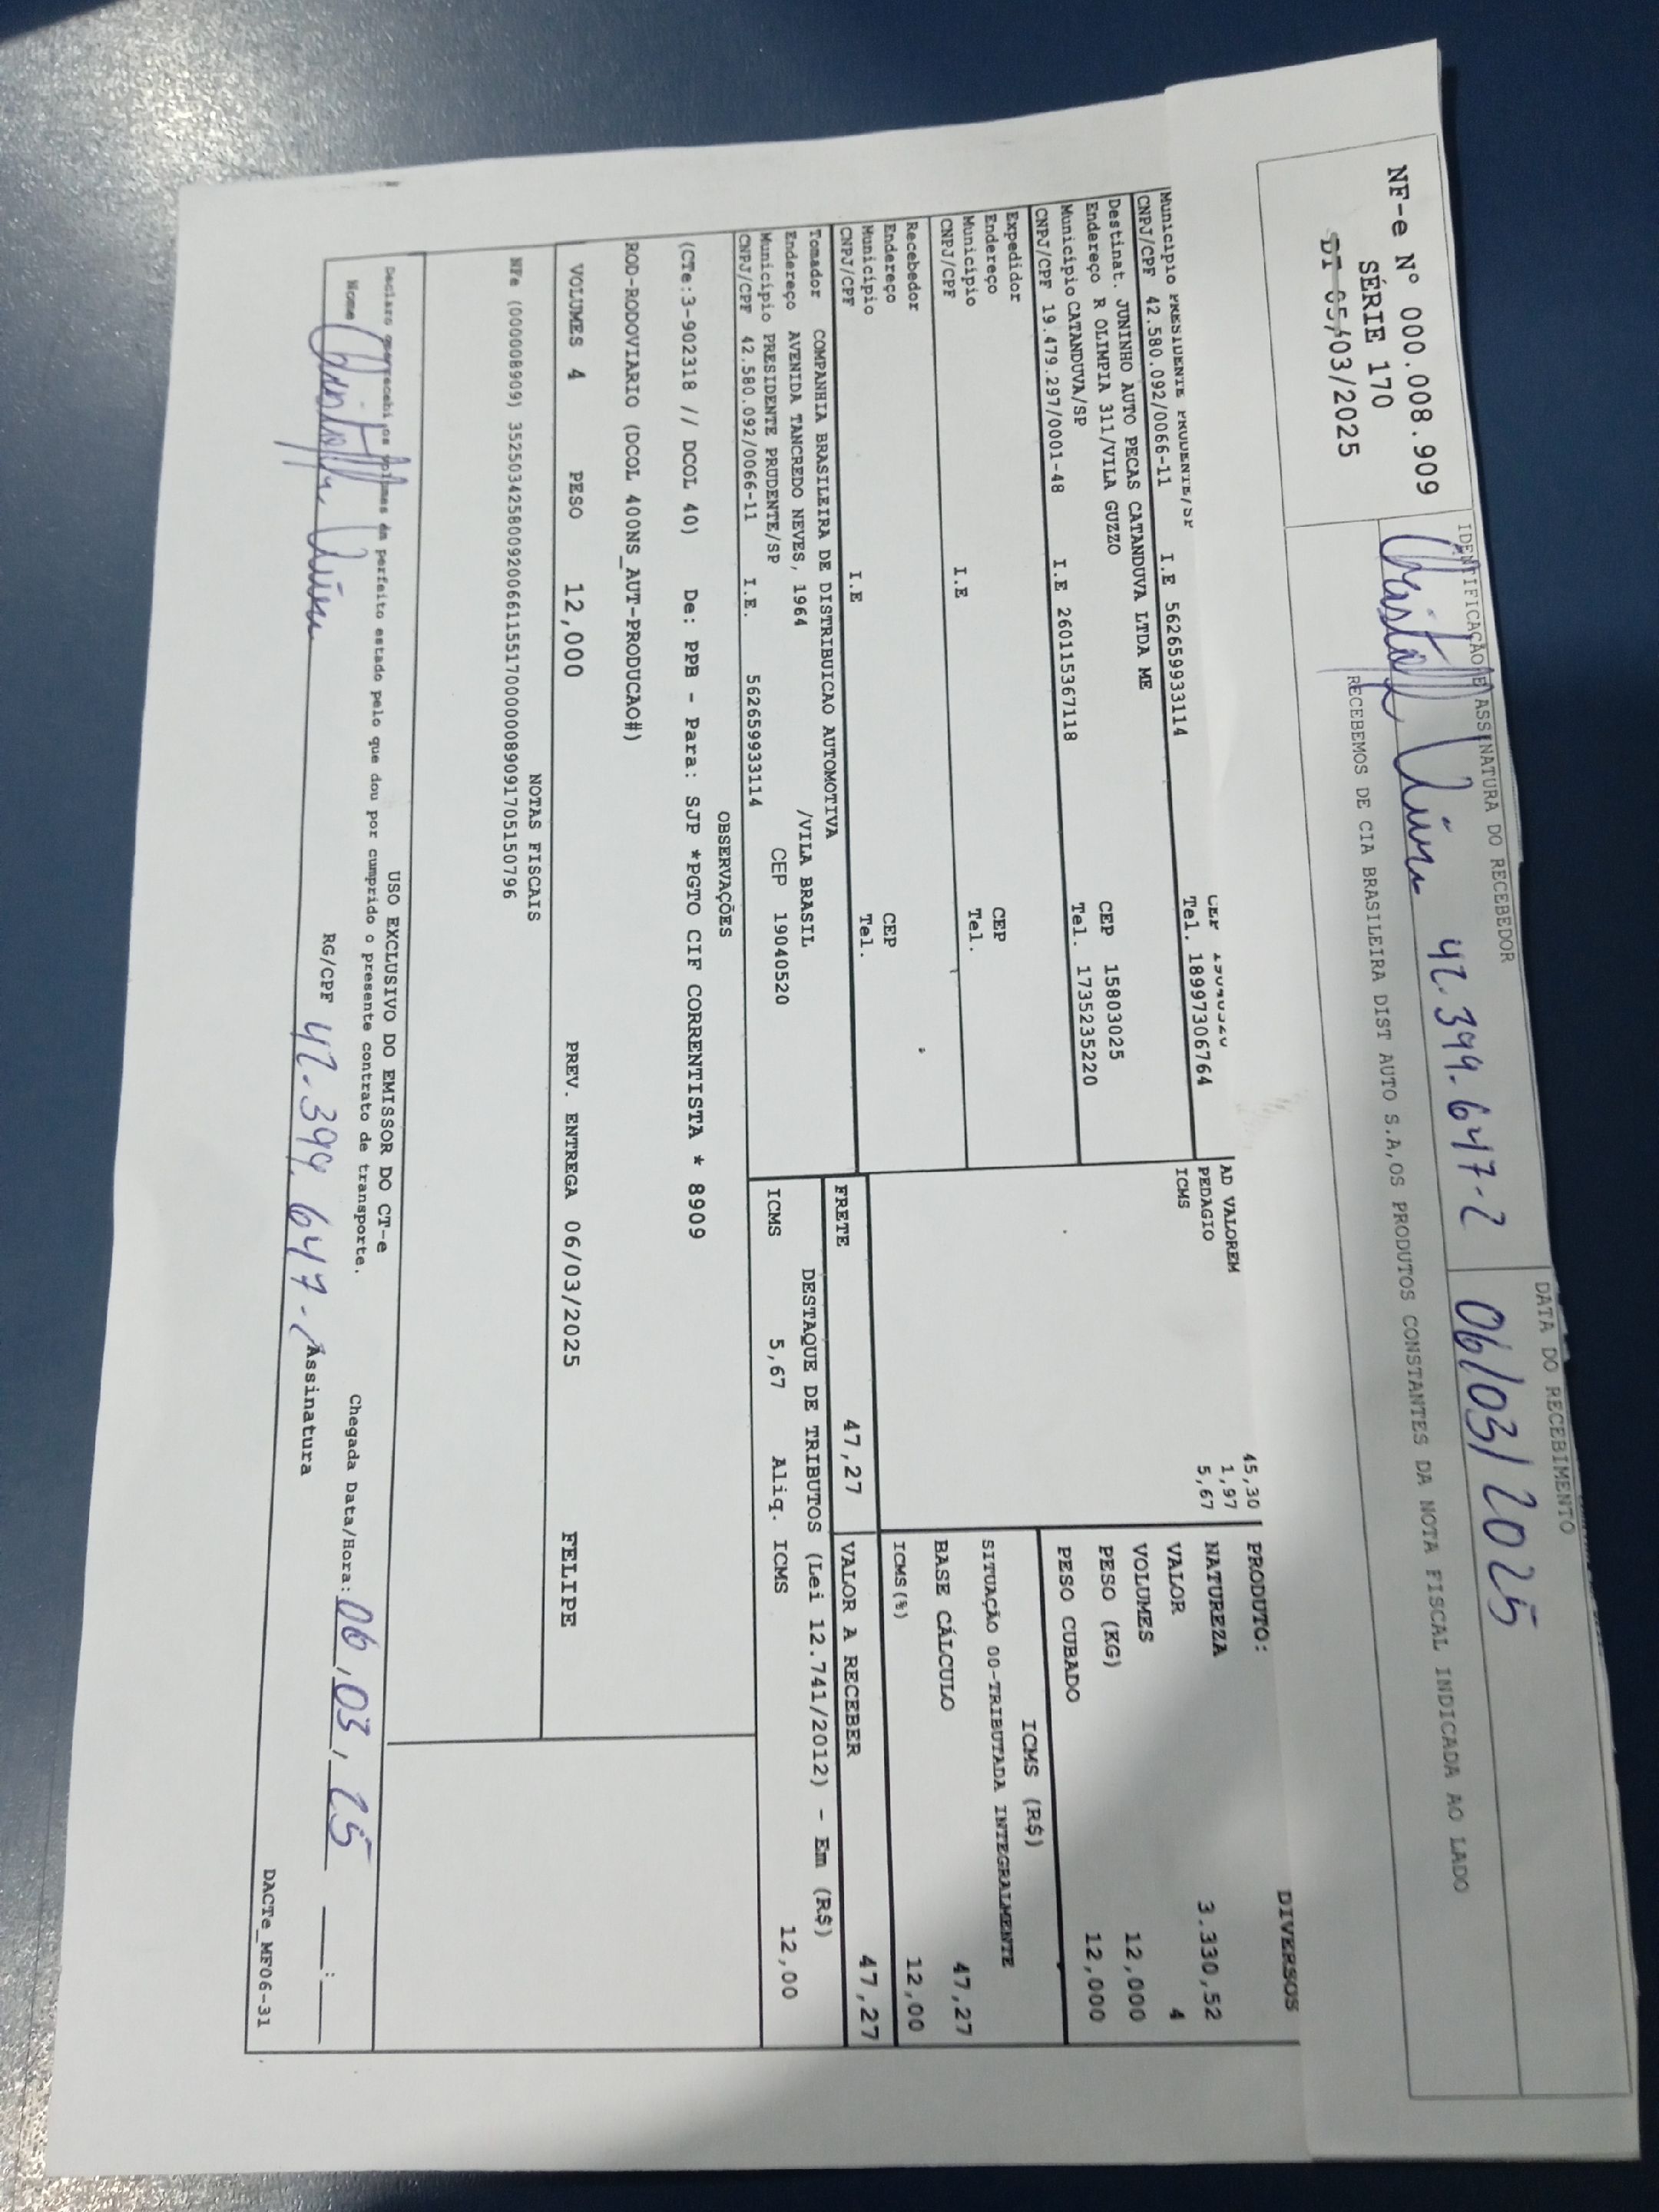 IDENTIFICAÇÃO E ASSINATURA DO RECEBEDOR
DATA DO RECEBIMENTO
NF-e Nº 000.008.909
SÉRIE 170
DT 05/03/2025
42.399.647-2
06/03/2025
RECEBEMOS DE CIA BRASILEIRA DIST AUTO S.A,OS PRODUTOS CONSTANTES DA NOTA FISCAL INDICADA AO LADO
Município PRESIDENTE PRUDENTE/SP CEP 19040520
CNPJ/CPF 42.580.092/0066-11 I.E 562659933114 Tel. 18997306764
Destinat. JUNINHO AUTO PECAS CATANDUVA LTDA ME
Endereço R OLIMPIA 311/VILA GUZZO CEP 15803025
Município CATANDUVA/SP Tel. 1735235220
CNPJ/CPF 19.479.297/0001-48 I.E 260115367118
Expedidor
Endereço CEP
Município Tel.
CNPJ/CPF I.E
Recebedor
Endereço CEP
Município Tel.
CNPJ/CPF I.E
Tomador COMPANHIA BRASILEIRA DE DISTRIBUICAO AUTOMOTIVA
Endereço AVENIDA TANCREDO NEVES, 1964 /VILA BRASIL
Município PRESIDENTE PRUDENTE/SP CEP 19040520
CNPJ/CPF 42.580.092/0066-11 I.E. 562659933114
AD VALOREM 45,30
PEDAGIO 1,97
ICMS 5,67
FRETE 47,27
DIVERSOS
PRODUTO:
NATUREZA
VALOR 3.330,52
VOLUMES 4
PESO (KG) 12,000
PESO CUBADO 12,000
ICMS (R$)
SITUAÇÃO 00-TRIBUTADA INTEGRALMENTE
BASE CÁLCULO 47,27
ICMS(%) 12,00
VALOR A RECEBER 47,27
DESTAQUE DE TRIBUTOS (Lei 12.741/2012) - Em (R$)
ICMS 5,67 Aliq. ICMS 12,00
OBSERVAÇÕES
(CTe:3-902318 // DCOL 40) De: PPB - Para: SJP *PGTO CIF CORRENTISTA * 8909
ROD-RODOVIARIO (DCOL 400NS_AUT-PRODUCAO#)
VOLUMES 4 PESO 12,000 PREV. ENTREGA 06/03/2025 FELIPE
NOTAS FISCAIS
NFe (000008909) 35250342580092006611551700000089091705150796
USO EXCLUSIVO DO EMISSOR DO CT-e
Declaro que recebi os volumes em perfeito estado pelo que dou por cumprido o presente contrato de transporte.
Chegada Data/Hora: 06,03,25 __:__
Nome RG/CPF 42.399.647-2 Assinatura
DACTe_MF06-31